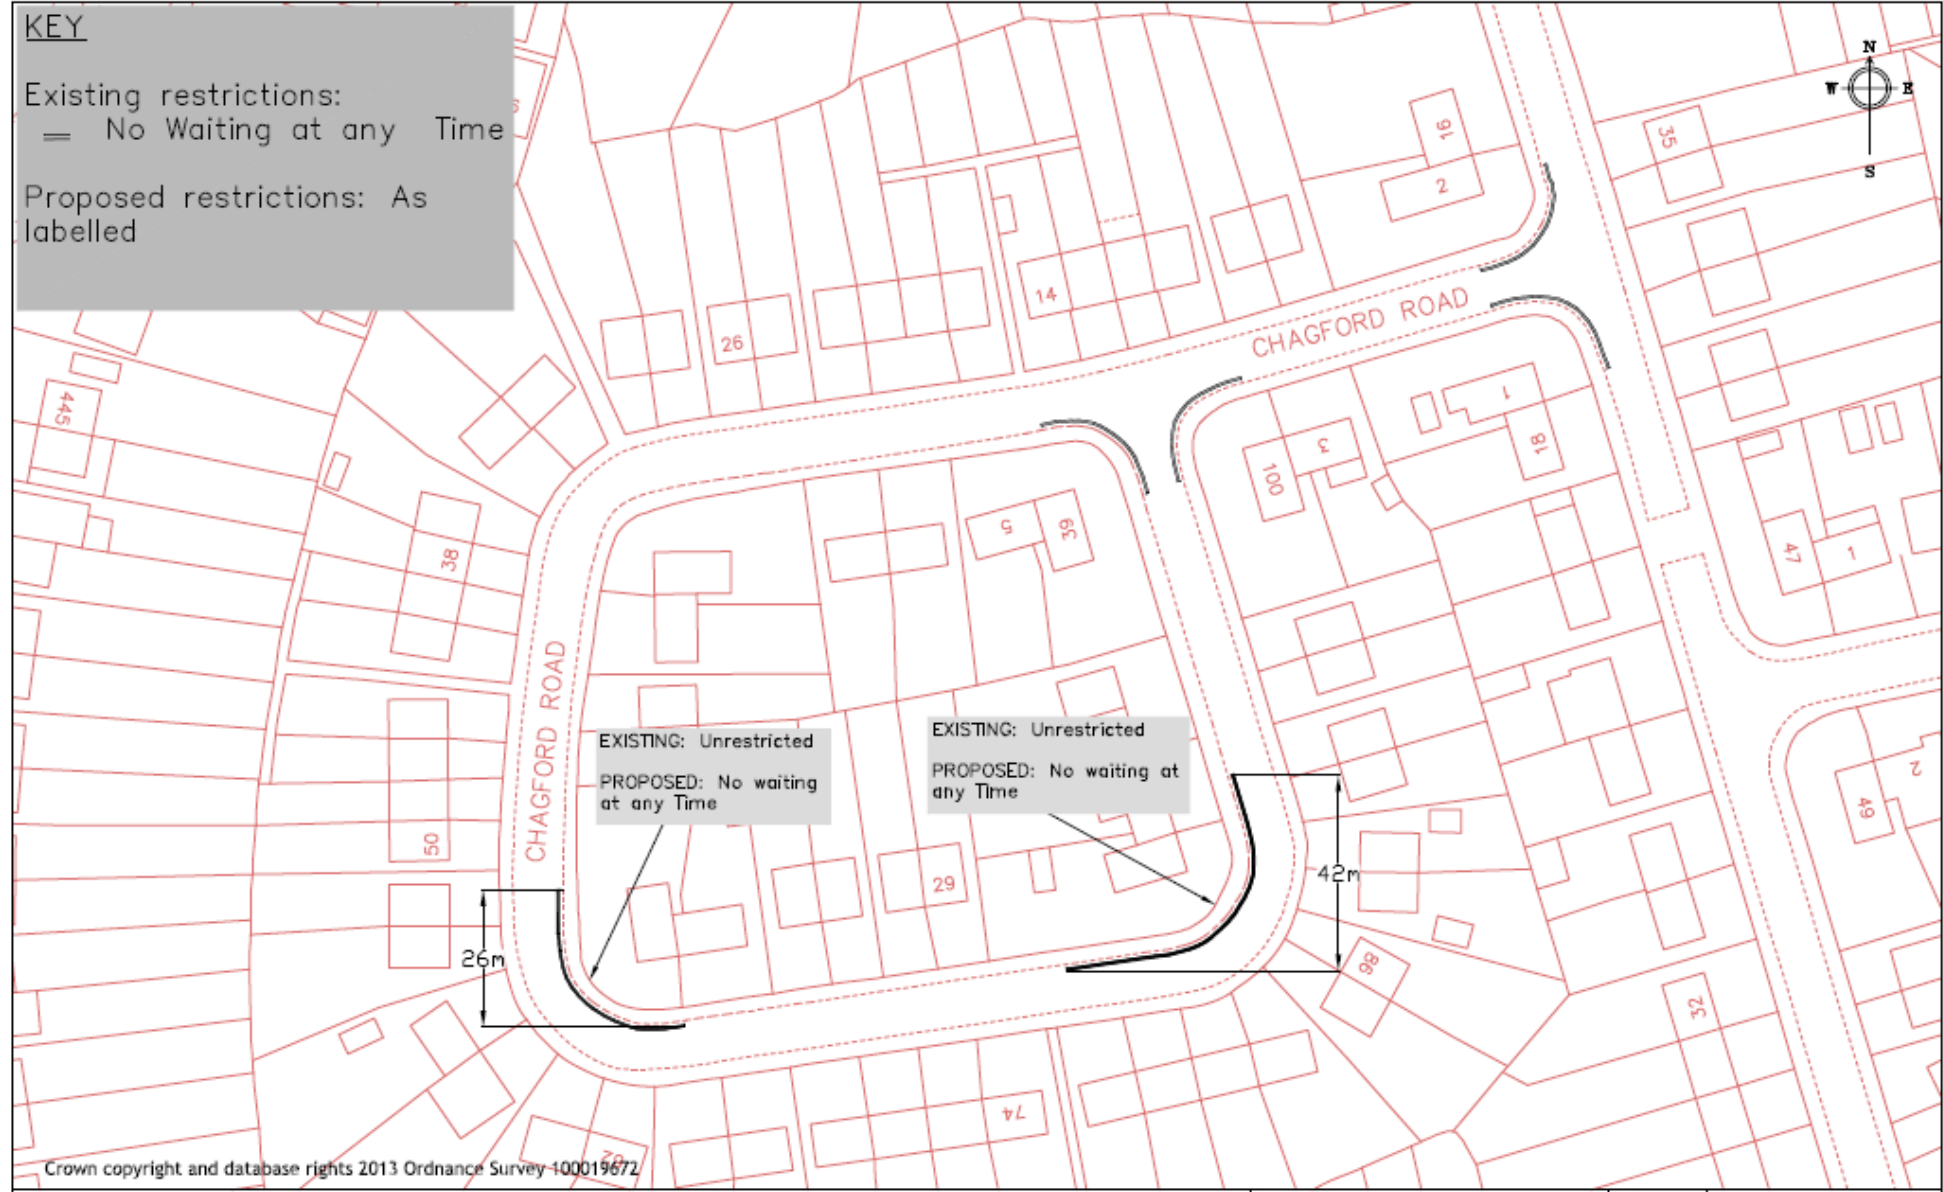 KEY
Existing restrictions:
No Waiting at any Time
Proposed restrictions: As
labelled
N
W E
S
16
2
35
14
26
CHAGFORD ROAD
445
38
1
18
3
100
5
39
47
1
CHAGFORD ROAD
EXISTING: Unrestricted
PROPOSED: No waiting
at any Time
EXISTING: Unrestricted
PROPOSED: No waiting at
any Time
2
49
50
29
42m
26m
86
32
74
62
Crown copyright and database rights 2013 Ordnance Survey 100019672